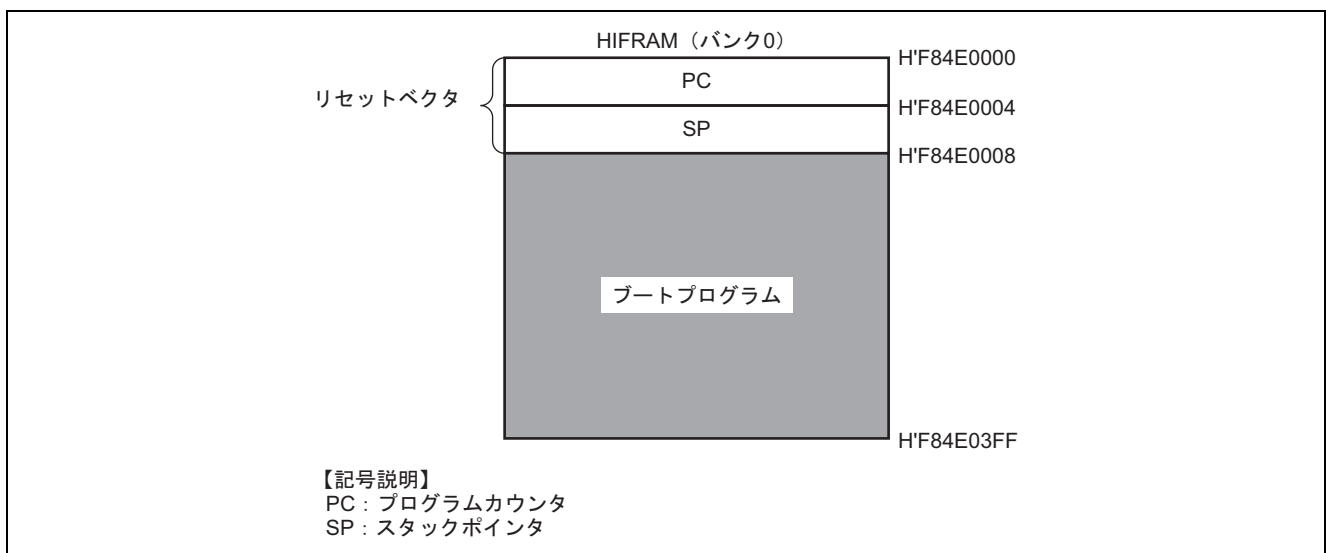 HIFRAM（バンク0）
H'F84E0000
リセットベクタ
PC
H'F84E0004
SP
H'F84E0008
ブートプログラム
H'F84E03FF
【記号説明】
PC：プログラムカウンタ
SP：スタックポインタ